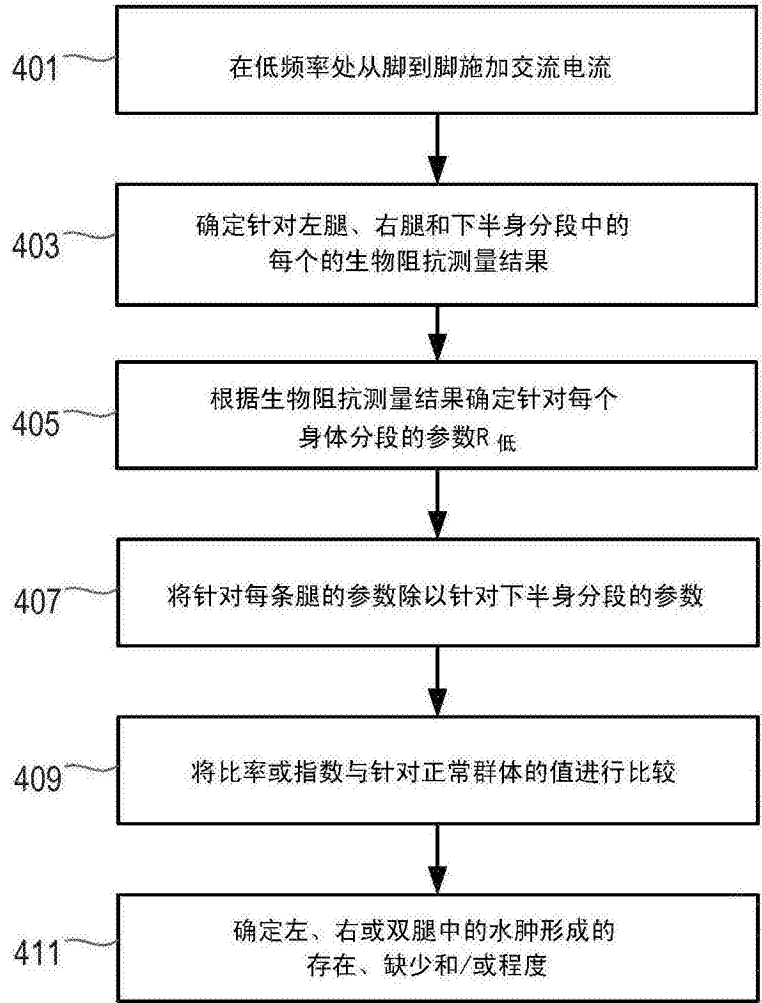 401
在低频率处从脚到脚施加交流电流
403
确定针对左腿、右腿和下半身分段中的
每个的生物阻抗测量结果
405
根据生物阻抗测量结果确定针对每个
身体分段的参数R低
407
将针对每条腿的参数除以针对下半身分段的参数
409
将比率或指数与针对正常群体的值进行比较
411
确定左、右或双腿中的水肿形成的
存在、缺少和/或程度